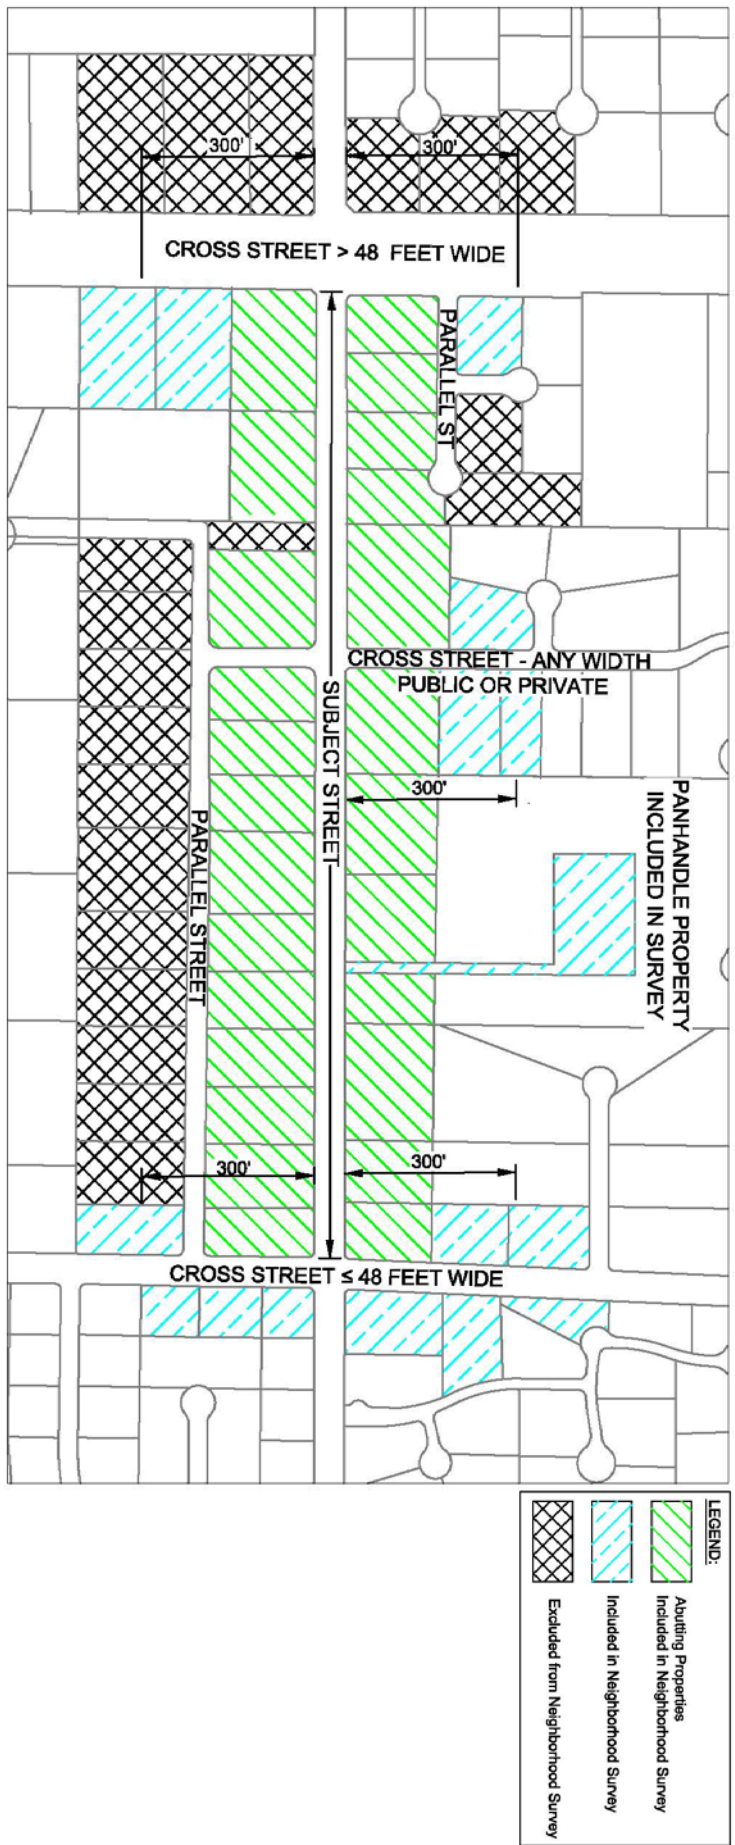 300'
300'
CROSS STREET > 48 FEET WIDE
PARALLEL ST
CROSS STREET - ANY WIDTH
PUBLIC OR PRIVATE
SUBJECT STREET
300'
PANHANDLE PROPERTY
INCLUDED IN SURVEY
PARALLEL STREET
300'
300'
CROSS STREET ≤ 48 FEET WIDE
LEGEND:
Abutting Properties
Included in Neighborhood Survey
Included in Neighborhood Survey
Excluded from Neighborhood Survey